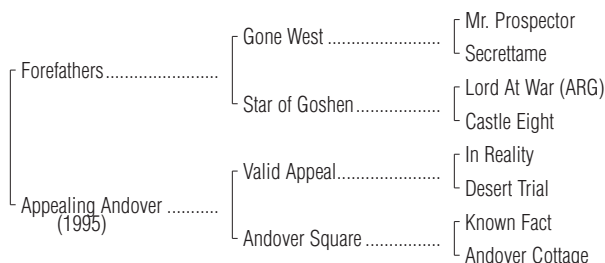 Mr. Prospector
Gone West ........................
Secrettame
Forefathers........................
Lord At War (ARG)
Star of Goshen..................
Castle Eight
In Reality
Valid Appeal......................
Desert Trial
Appealing Andover ...........
(1995)
Known Fact
Andover Square ................
Andover Cottage